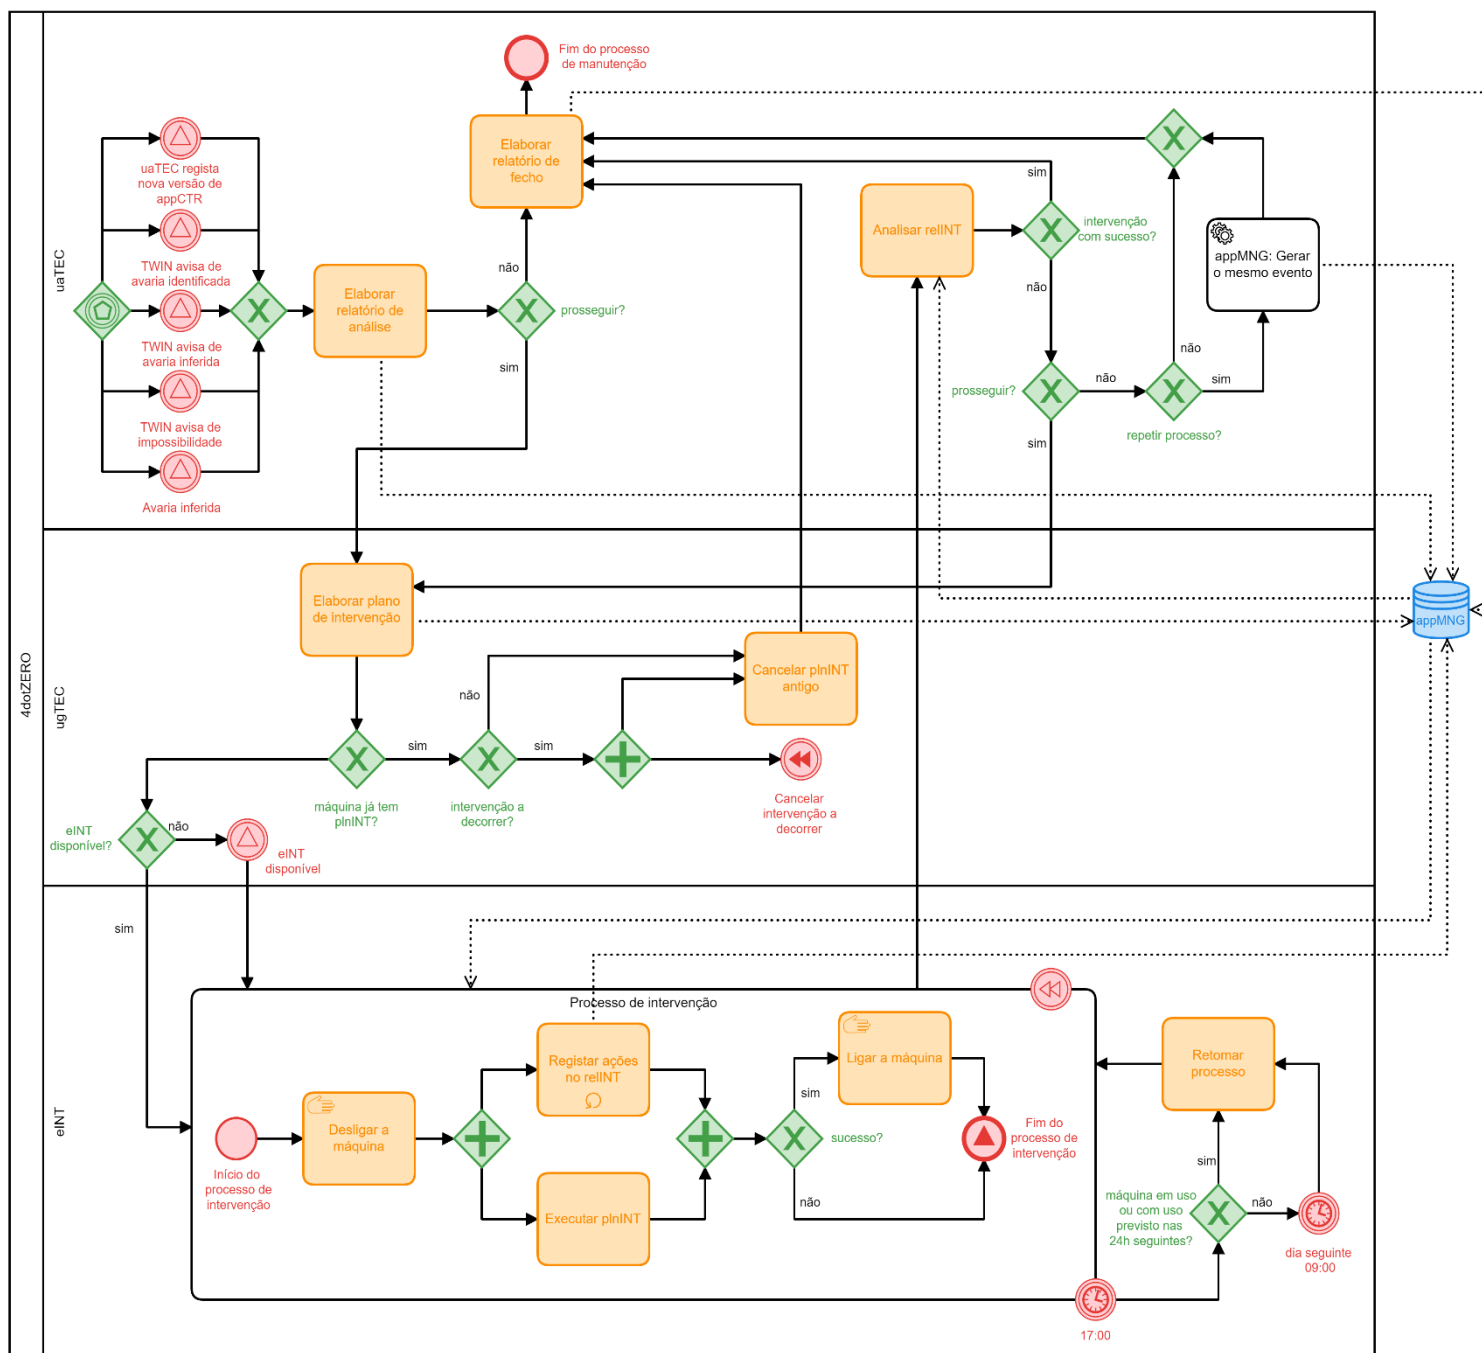 4dotZERO
uaTEC
Fim do processo
de manutenção
Elaborar
relatório de
fecho
uaTEC regista
nova versão de
appCTR
TWIN avisa de
avaria identificada
TWIN avisa de
avaria inferida
TWIN avisa de
impossibilidade
Avaria inferida
Elaborar
relatório de
análise
não
prosseguir?
sim
Analisar relINT
sim
intervenção
com sucesso?
não
appMNG: Gerar
o mesmo evento
prosseguir?
não
não
sim
repetir processo?
sim
ugTEC
Elaborar plano
de intervenção
appMNG
Cancelar plnINT
antigo
não
sim
sim
máquina já tem
plnINT?
intervenção a
decorrer?
Cancelar
intervenção a
decorrer
eINT
disponível?
não
eINT
disponível
eINT
sim
Processo de intervenção
Início do
processo de
intervenção
Desligar a
máquina
Registar ações
no relINT
Executar plnINT
sucesso?
sim
não
Ligar a máquina
Fim do
processo de
intervenção
Retomar
processo
sim
máquina em uso
ou com uso
previsto nas
24h seguintes?
não
dia seguinte
09:00
17:00